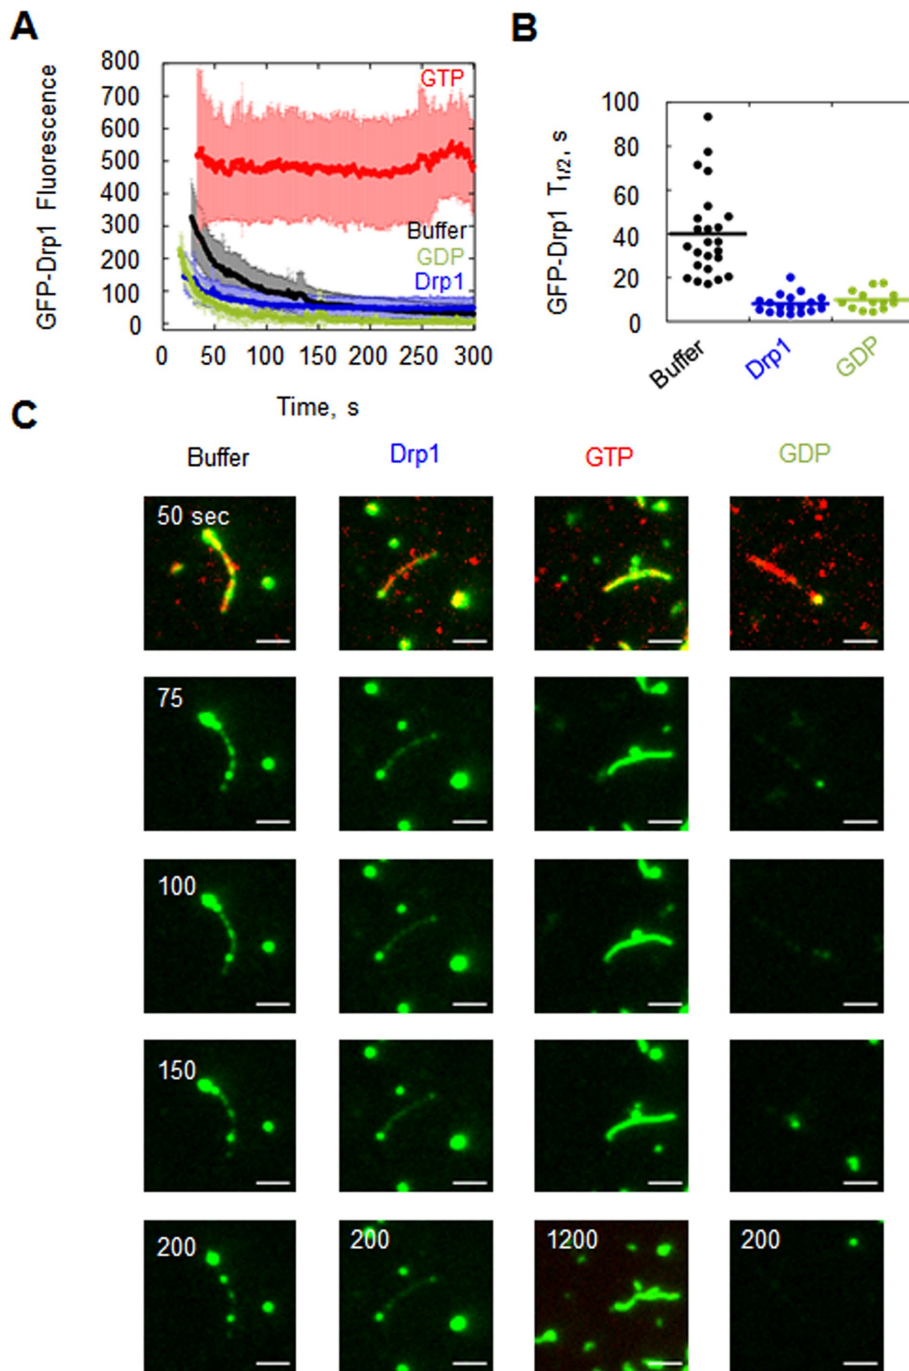 A
GFP-Drp1 Fluorescence
800
700
600
500
400
300
200
100
0
GTP
Buffer
GDP
Drp1
0 50 100 150 200 250 300
Time, s
B
GFP-Drp1 T1/2, s
100
80
60
40
20
0
Buffer
Drp1
GDP
C
Buffer Drp1 GTP GDP
50 sec
75
100
150
200 200 1200 200